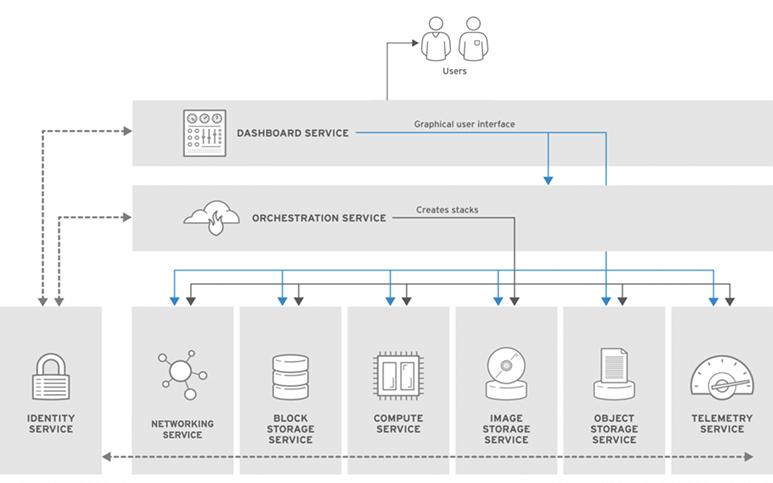 Users
DASHBOARD SERVICE
Graphical user interface
ORCHESTRATION SERVICE
Creates stacks
IDENTITY
SERVICE
NETWORKING
SERVICE
BLOCK
STORAGE
SERVICE
COMPUTE
SERVICE
IMAGE
STORAGE
SERVICE
OBJECT
STORAGE
SERVICE
TELEMETRY
SERVICE